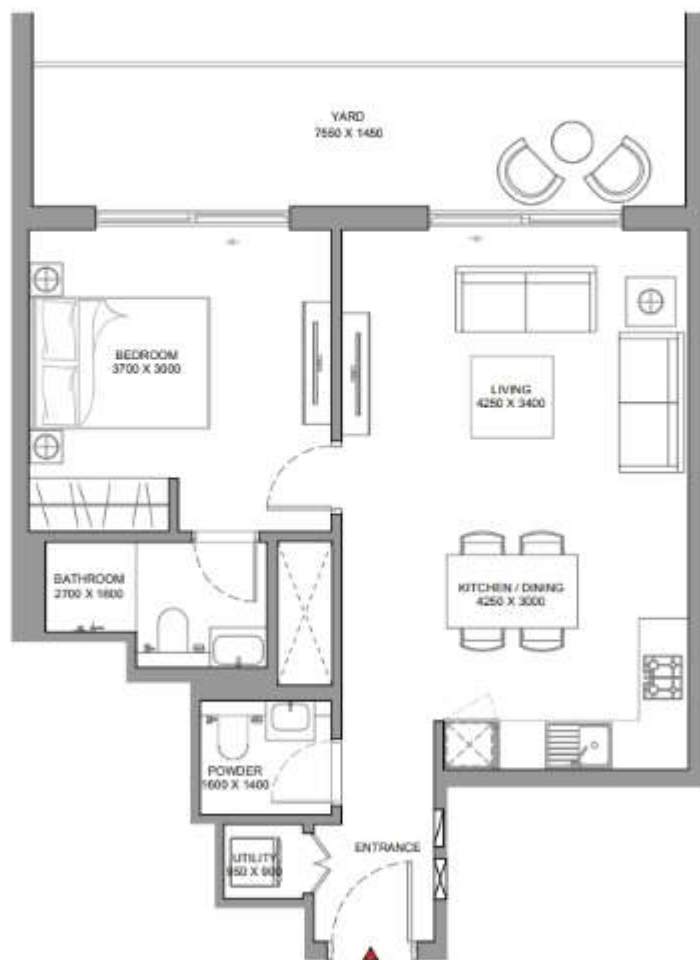 YARD
7550 X 1450
BEDROOM
3700 X 3000
LIVING
4250 X 3400
BATHROOM
2700 X 1600
KITCHEN / DINING
4250 X 3000
POWDER
1600 X 1400
ENTRANCE
UTILITY
950 X 900